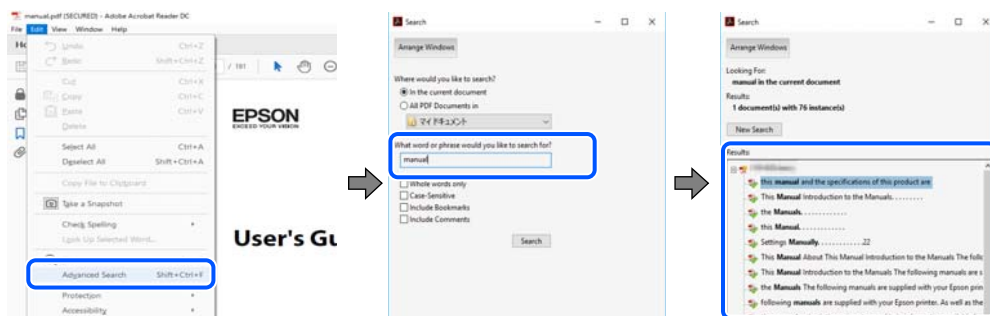 manual.pdf (SECURED) - Adobe Acrobat Reader DC
File Edit View Window Help
Undo Ctrl+Z
Redo Shift+Ctrl+Z
Cut Ctrl+X
Copy Ctrl+C
Paste Ctrl+V
Delete
Select All Ctrl+A
Deselect All Shift+Ctrl+A
Copy File to Clipboard
Take a Snapshot
Check Spelling
Look Up Selected Word...
Advanced Search Shift+Ctrl+F
Protection
Accessibility
/ 181
EPSON
EXCEED YOUR VISION
User's Gu
Search
Arrange Windows
Where would you like to search?
In the current document
All PDF Documents in
マイドキュメント
What word or phrase would you like to search for?
manual
Whole words only
Case-Sensitive
Include Bookmarks
Include Comments
Search
Search
Arrange Windows
Looking For:
manual in the current document
Results:
1 document(s) with 76 instance(s)
New Search
Results:
this manual and the specifications of this product are
This Manual Introduction to the Manuals. . . . . . . . .
the Manuals. . . . . . . . . . . .
this Manual. . . . . . . . . . . .
Settings Manually. . . . . . . . . . . . .22
This Manual About This Manual Introduction to the Manuals The follo
This Manual Introduction to the Manuals The following manuals are s
the Manuals The following manuals are supplied with your Epson prin
following manuals are supplied with your Epson printer. As well as the